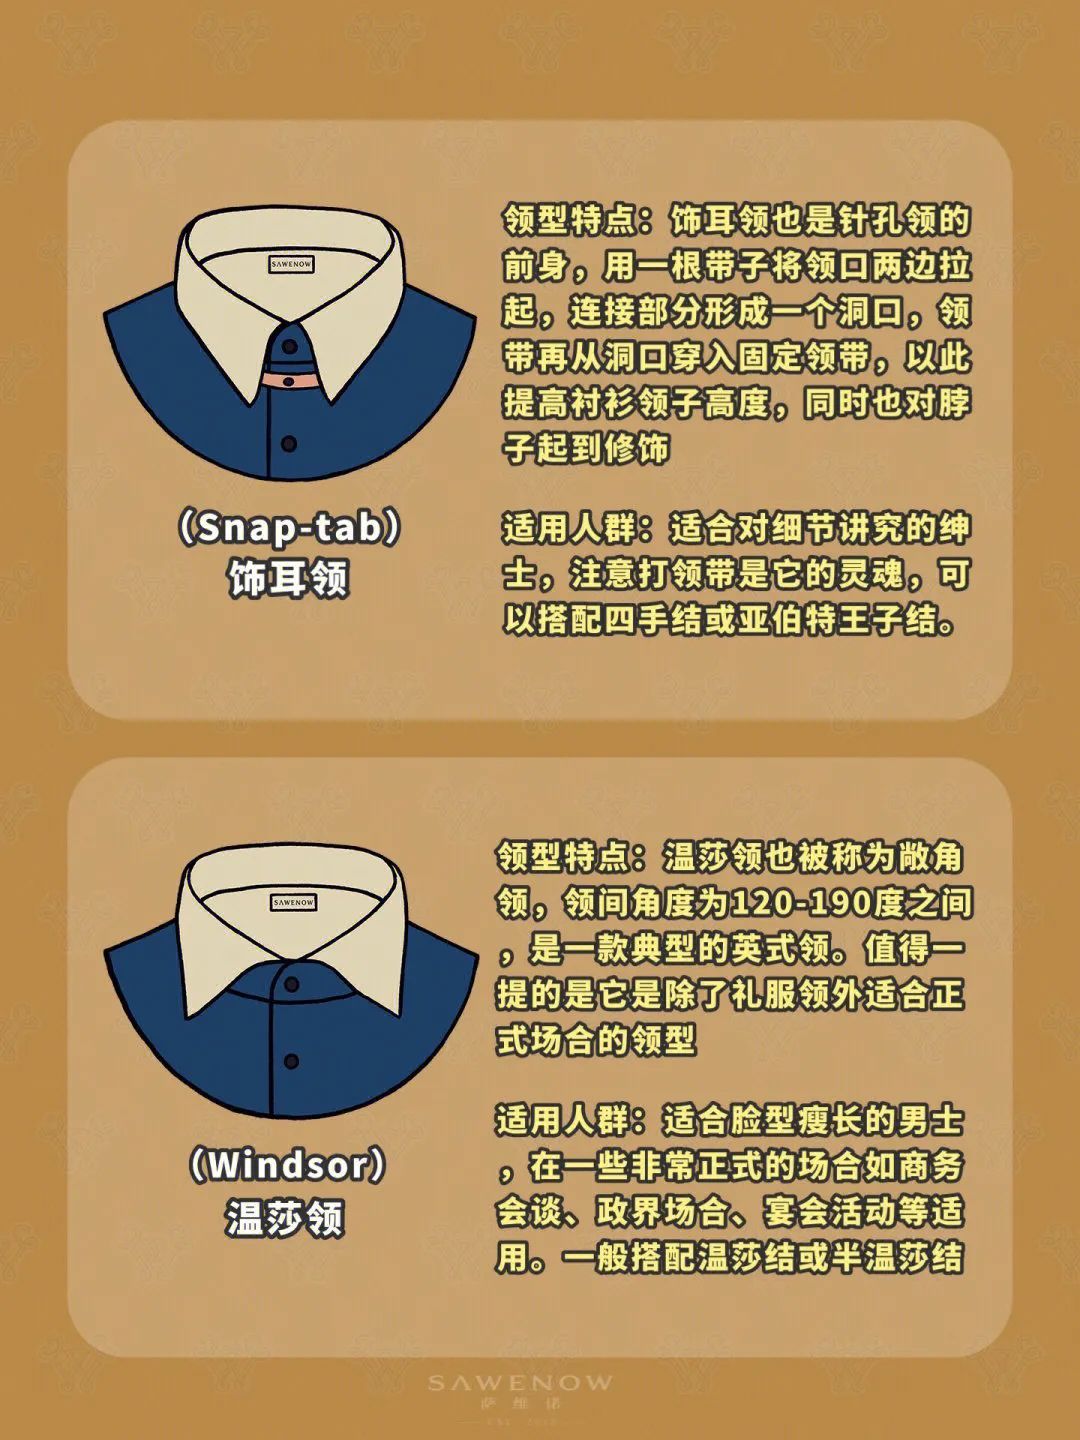 SAWENOW
领型特点：饰耳领也是针孔领的
前身，用一根带子将领口两边拉
起，连接部分形成一个洞口，领
带再从洞口穿入固定领带，以此
提高衬衫领子高度，同时也对脖
子起到修饰
（Snap-tab）
饰耳领
适用人群：适合对细节讲究的绅
士，注意打领带是它的灵魂，可
以搭配四手结或亚伯特王子结。
SAWENOW
领型特点：温莎领也被称为敞角
领，领间角度为120-190度之间
，是一款典型的英式领。值得一
提的是它是除了礼服领外适合正
式场合的领型
（Windsor）
温莎领
适用人群：适合脸型瘦长的男士
，在一些非常正式的场合如商务
会谈、政界场合、宴会活动等适
用。一般搭配温莎结或半温莎结
SAWENOW
萨维诺